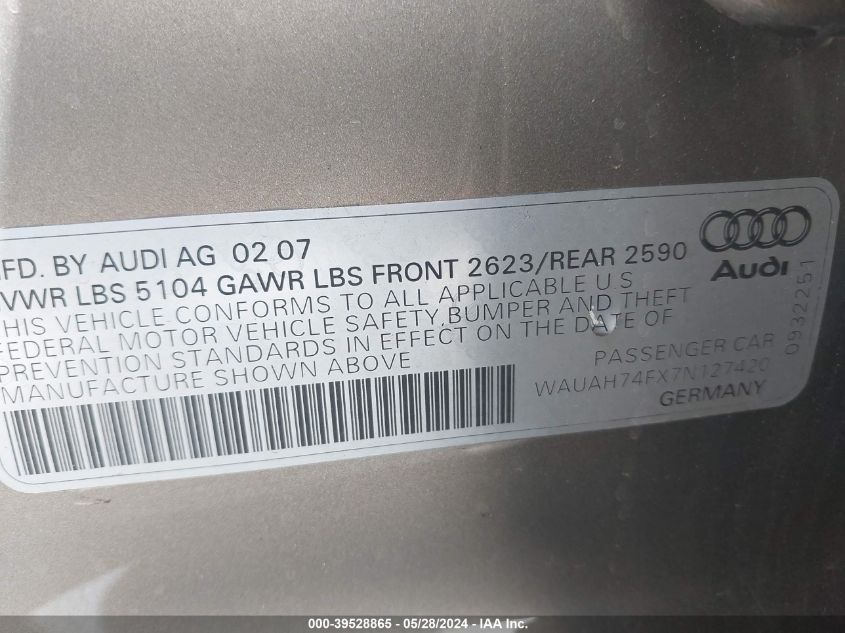 FD. BY AUDI AG 02 07
VWR LBS 5104 GAWR LBS FRONT 2623/REAR 2590
THIS VEHICLE CONFORMS TO ALL APPLICABLE U S
FEDERAL MOTOR VEHICLE SAFETY, BUMPER AND THEFT
PREVENTION STANDARDS IN EFFECT ON THE DATE OF
MANUFACTURE SHOWN ABOVE
PASSENGER CAR
WAUAH74FX7N127420
GERMANY
Audi
0932251
000-39528865 - 05/28/2024 - IAA Inc.